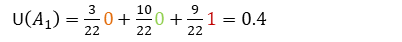 U(A₁) = 3/22 0 + 10/22 0 + 9/22 1 = 0.4